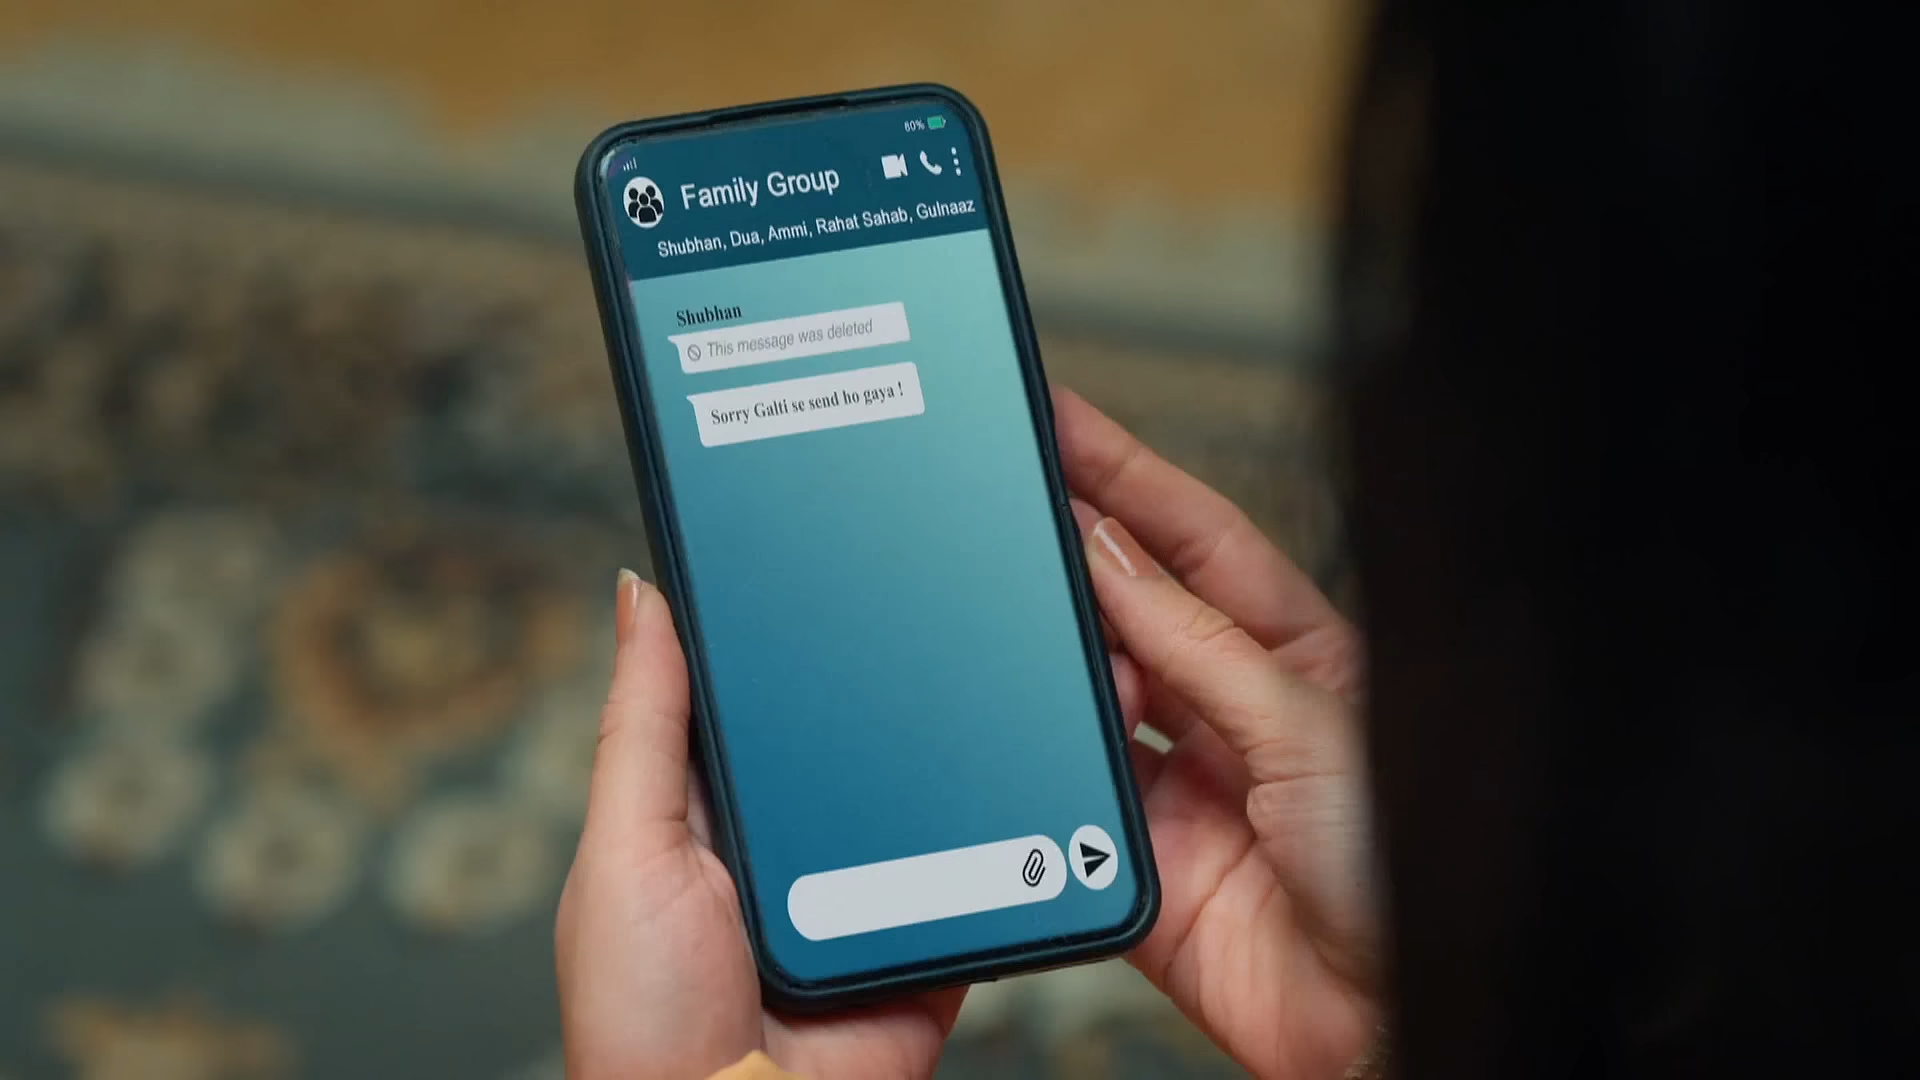 80%
Family Group
Shubhan, Dua, Ammi, Rahat Sahab, Gulnaaz
Shubhan
This message was deleted
Sorry Galti se send ho gaya !